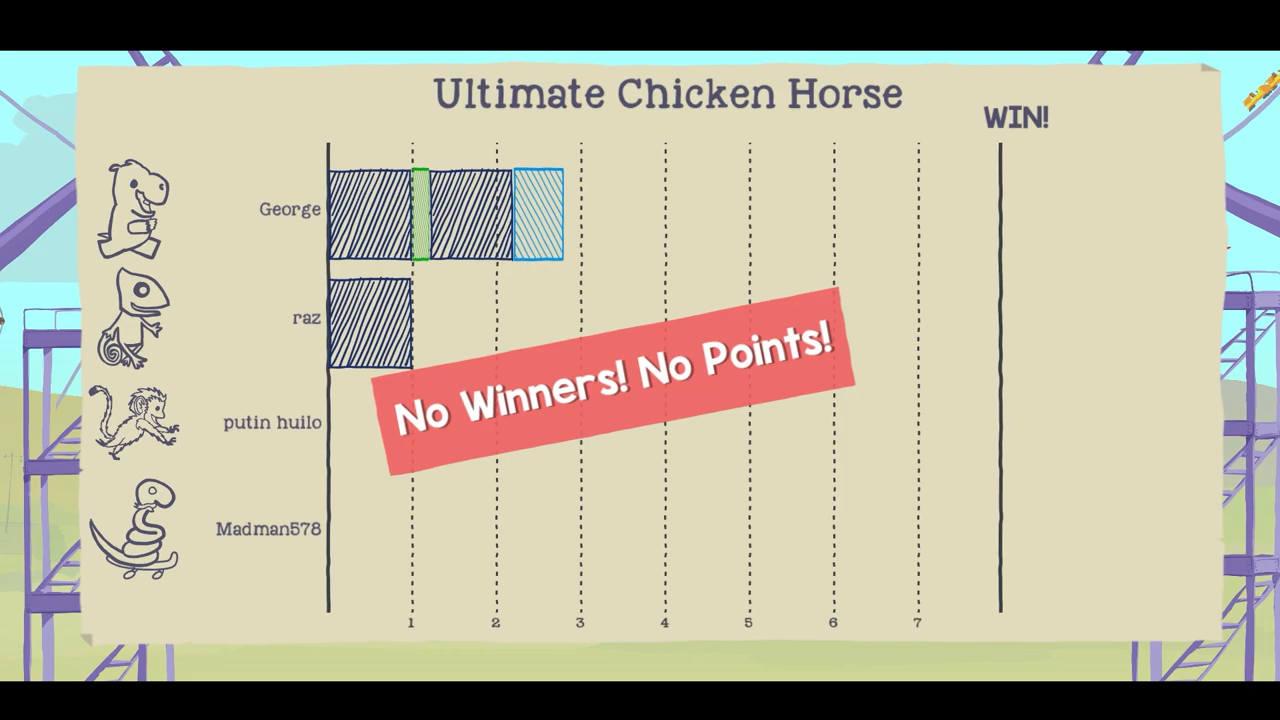 Ultimate Chicken Horse
WIN!
George
raz
No Winners! No Points!
putin huilo
Madman578
1 2 3 4 5 6 7